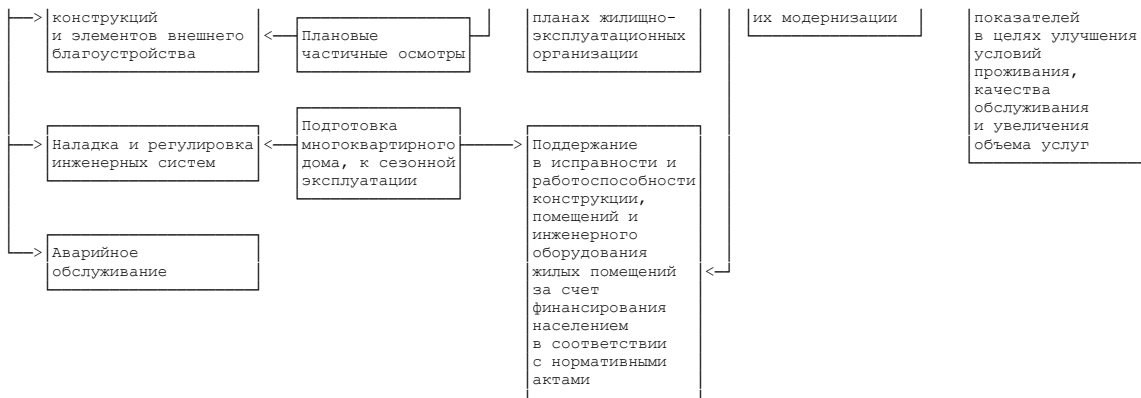 конструкций
и элементов внешнего
благоустройства
Плановые
частичные осмотры
планах жилищно-
эксплуатационных
организации
их модернизации
показателей
в целях улучшения
условий
проживания,
качества
обслуживания
и увеличения
объема услуг
Наладка и регулировка
инженерных систем
Подготовка
многоквартирного
дома, к сезонной
эксплуатации
Поддержание
в исправности и
работоспособности
конструкции,
помещений и
инженерного
оборудования
жилых помещений
за счет
финансирования
населением
в соответствии
с нормативными
актами
Аварийное
обслуживание